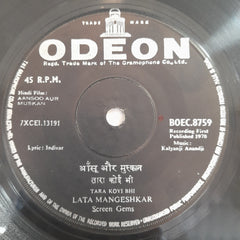 TRADE MARK
ODEON
Regd. Trade Mark of The Gramophone Co., Ltd.
45 R.P.M.
Hindi Film :
AANSOO AUR
MUSKAN
7XCEI.13191
Lyric : Indivar
BOEC.8759
Recording First
Published 1970
Music:
Kalyanji Anandji
आँसू और मुस्कान
तारा कोई भी
TARA KOYI BHI
LATA MANGESHKAR
Screen Gems